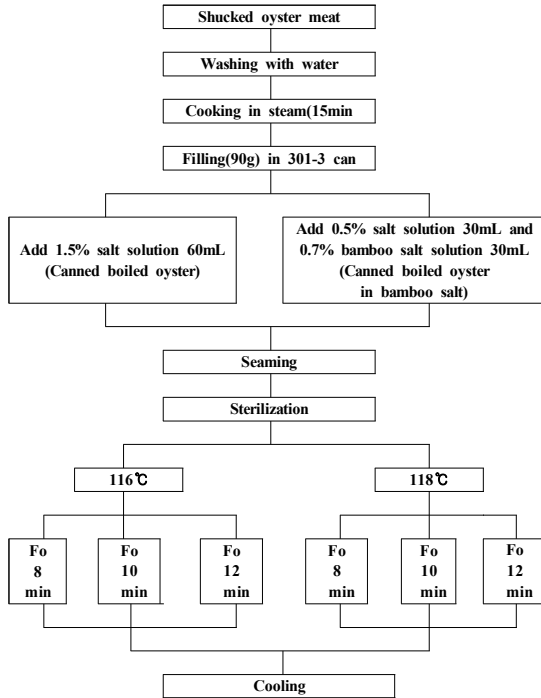 Shucked oyster meat
Washing with water
Cooking in steam(15min
Filling(90g) in 301-3 can
Add 1.5% salt solution 60mL
(Canned boiled oyster)
Add 0.5% salt solution 30mL and
0.7% bamboo salt solution 30mL
(Canned boiled oyster
in bamboo salt)
Seaming
Sterilization
116℃
118℃
Fo
8
min
Fo
10
min
Fo
12
min
Fo
8
min
Fo
10
min
Fo
12
min
Cooling